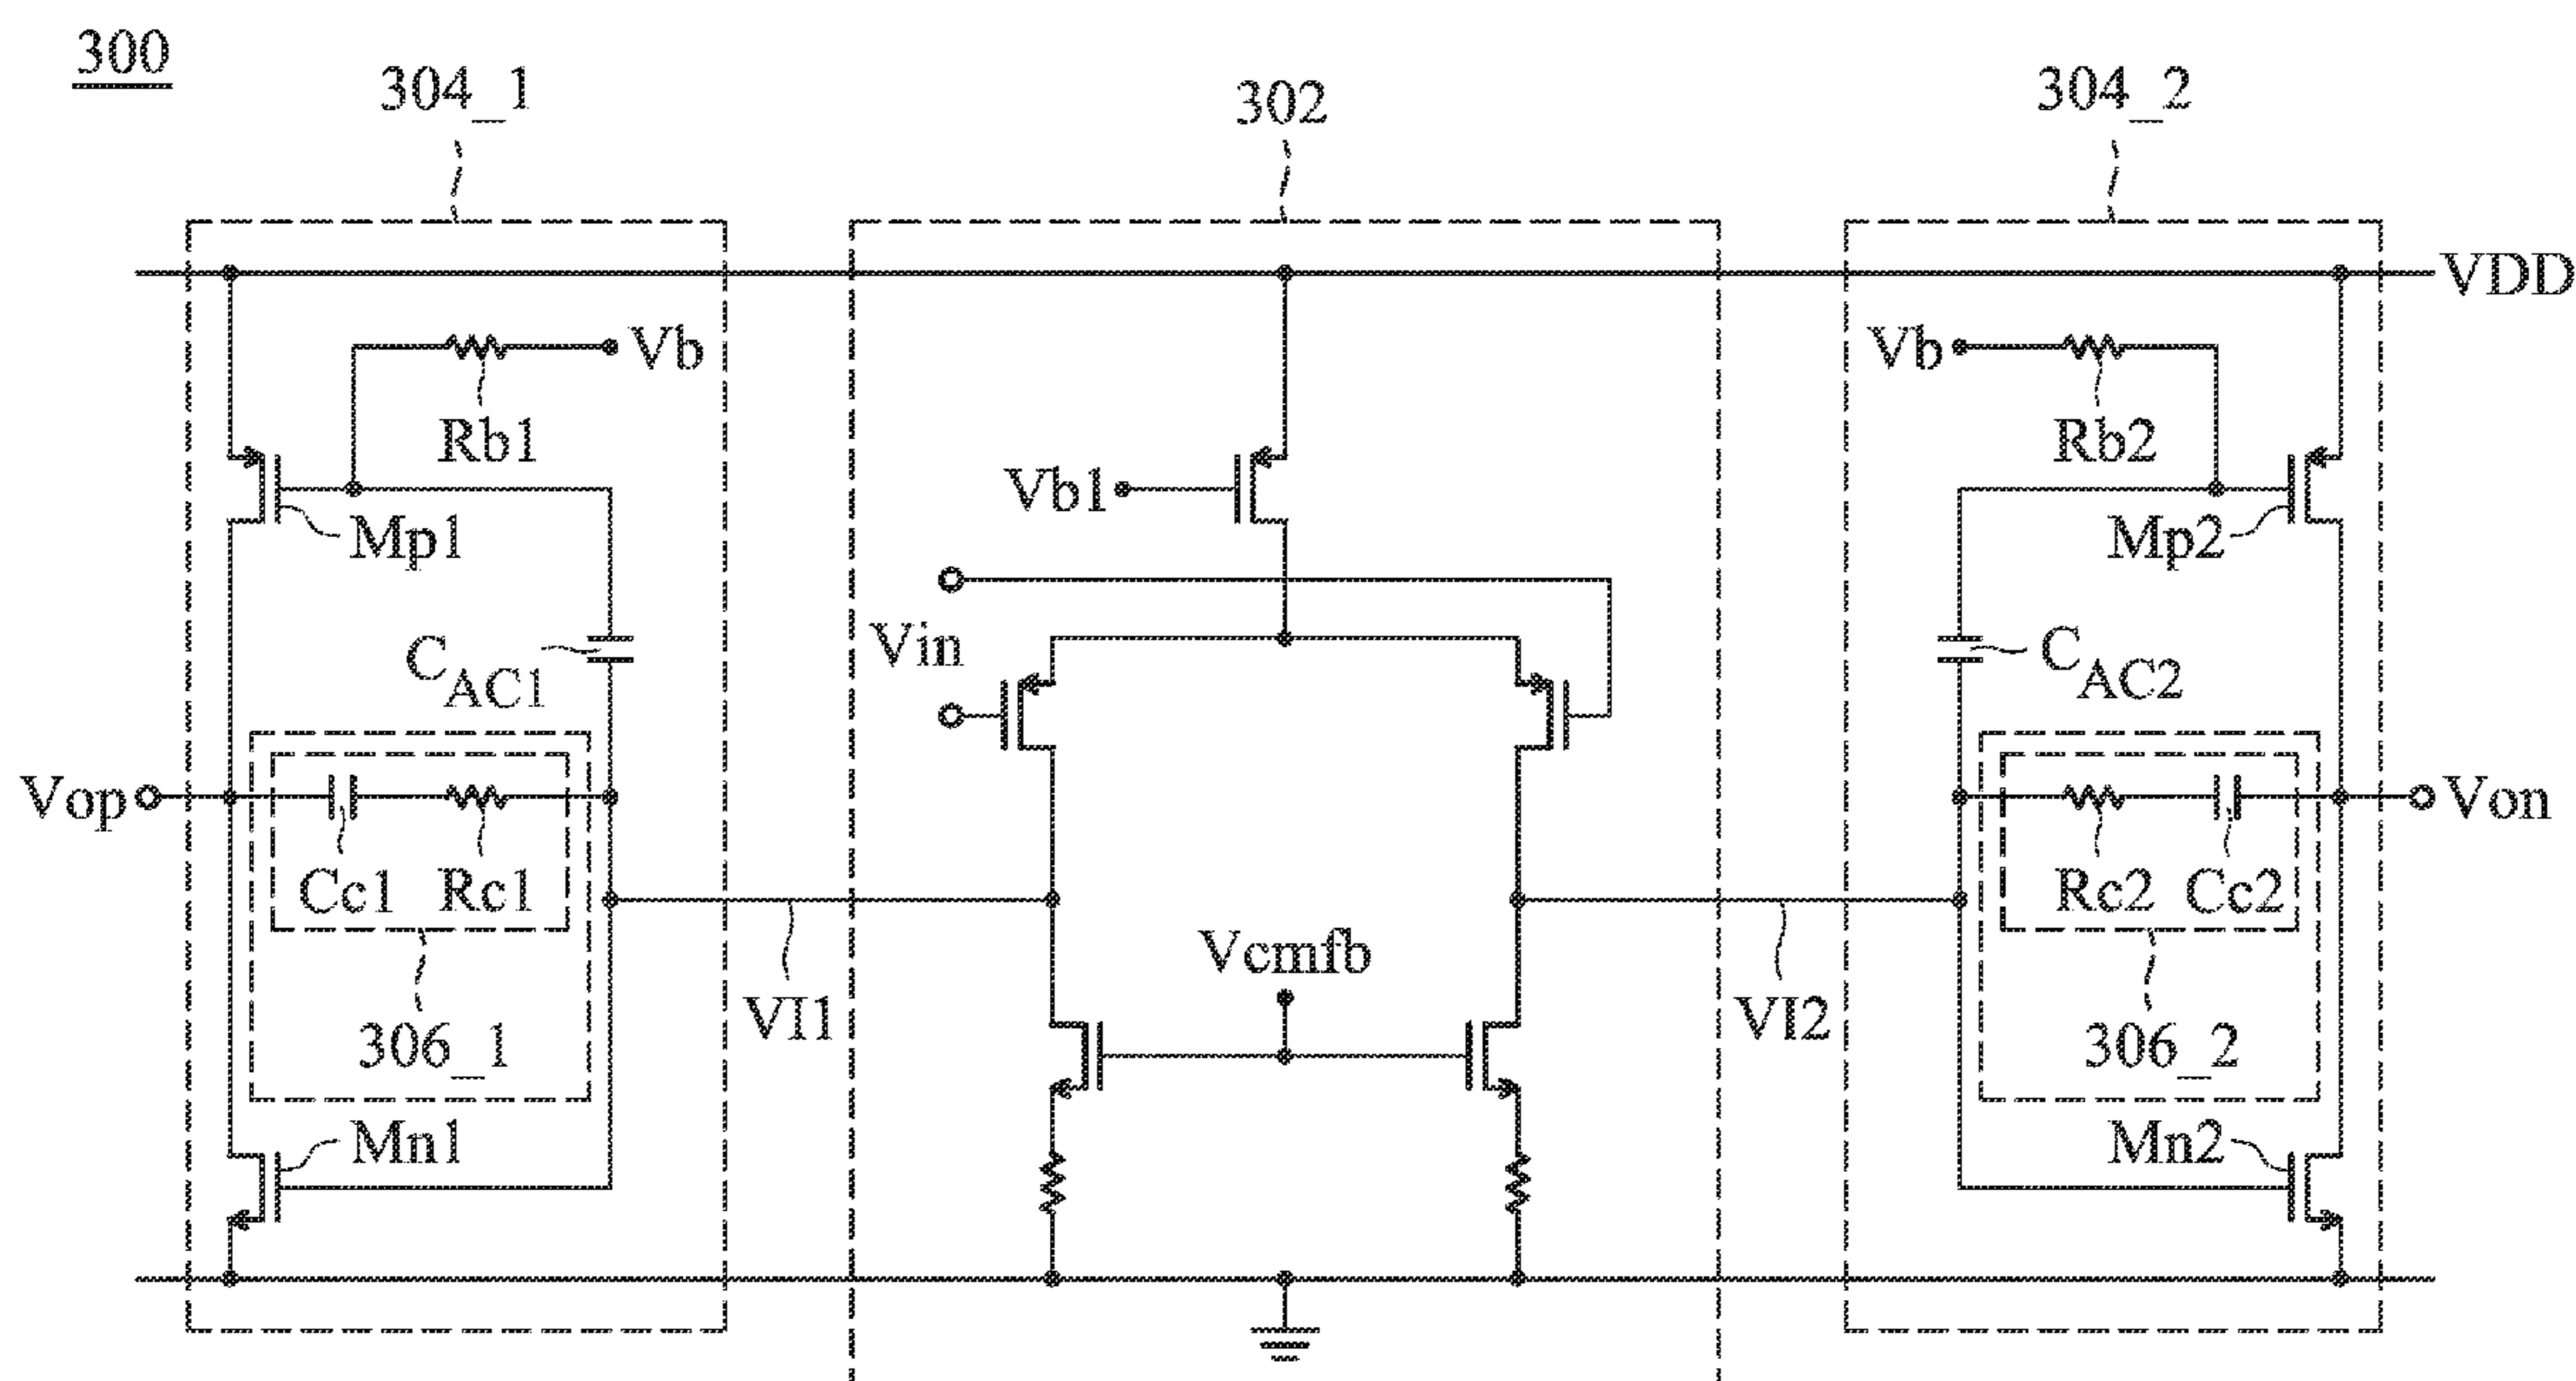 300
304_1
302
304_2
VDD
Vb
Vb
Rb1
Rb2
Vb1
Mp1
Mp2
Vin
CAC1
CAC2
Vop
Von
Cc1
Rc1
Rc2
Cc2
Vcmfb
VI1
VI2
306_1
306_2
Mn1
Mn2